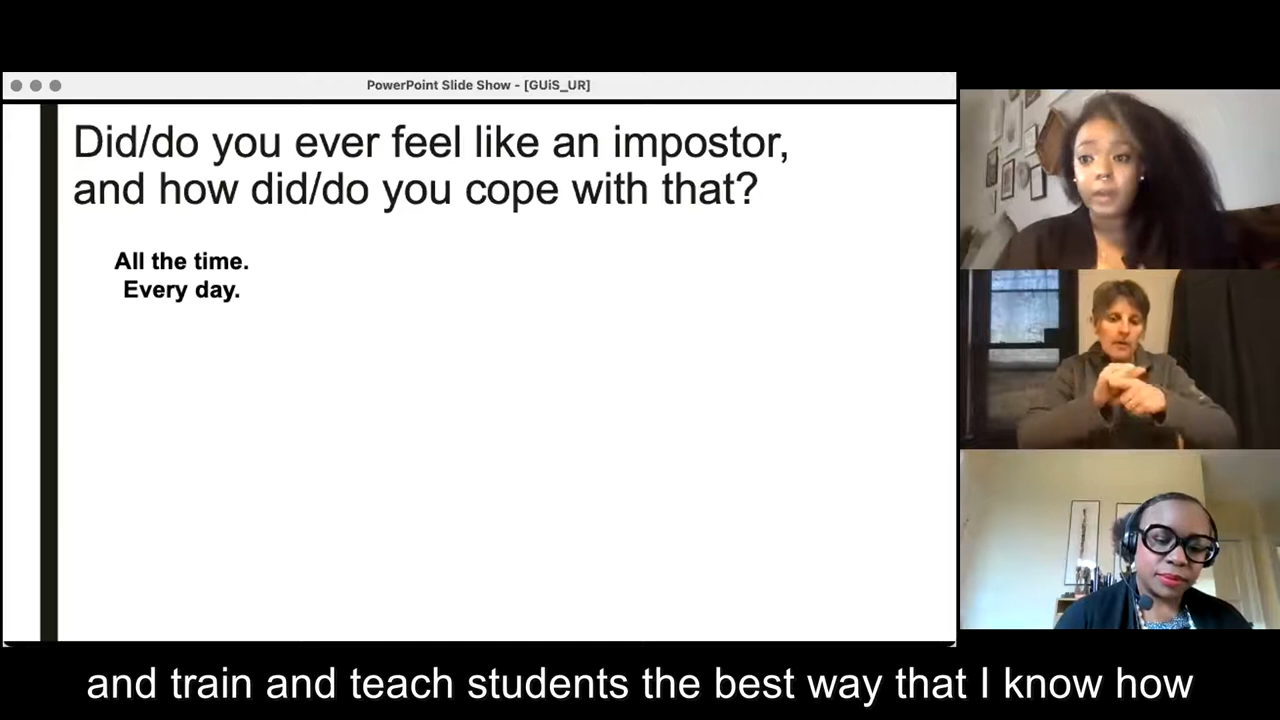 PowerPoint Slide Show - [GUiS_UR]
Did/do you ever feel like an impostor,
and how did/do you cope with that?
All the time.
Every day.
and train and teach students the best way that I know how